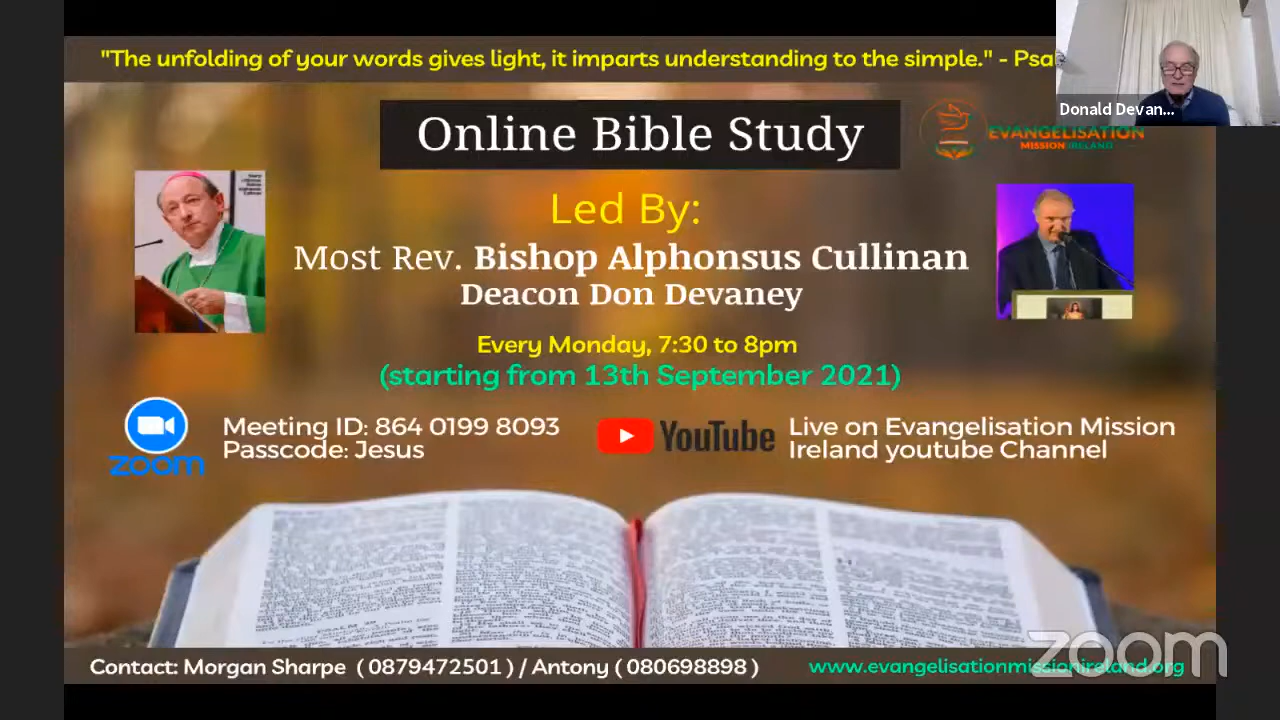 "The unfolding of your words gives light, it imparts understanding to the simple." - Psa
Donald Devan...
Online Bible Study
EVANGELISATION
MISSION IRELAND
Led By:
Most Rev. Bishop Alphonsus Cullinan
Deacon Don Devaney
Every Monday, 7:30 to 8pm
(starting from 13th September 2021)
zoom
Meeting ID: 864 0199 8093
Passcode: Jesus
YouTube
Live on Evangelisation Mission
Ireland youtube Channel
Contact: Morgan Sharpe ( 0879472501 ) / Antony ( 080698898 )
www.evangelisationmissionireland.org
zoom